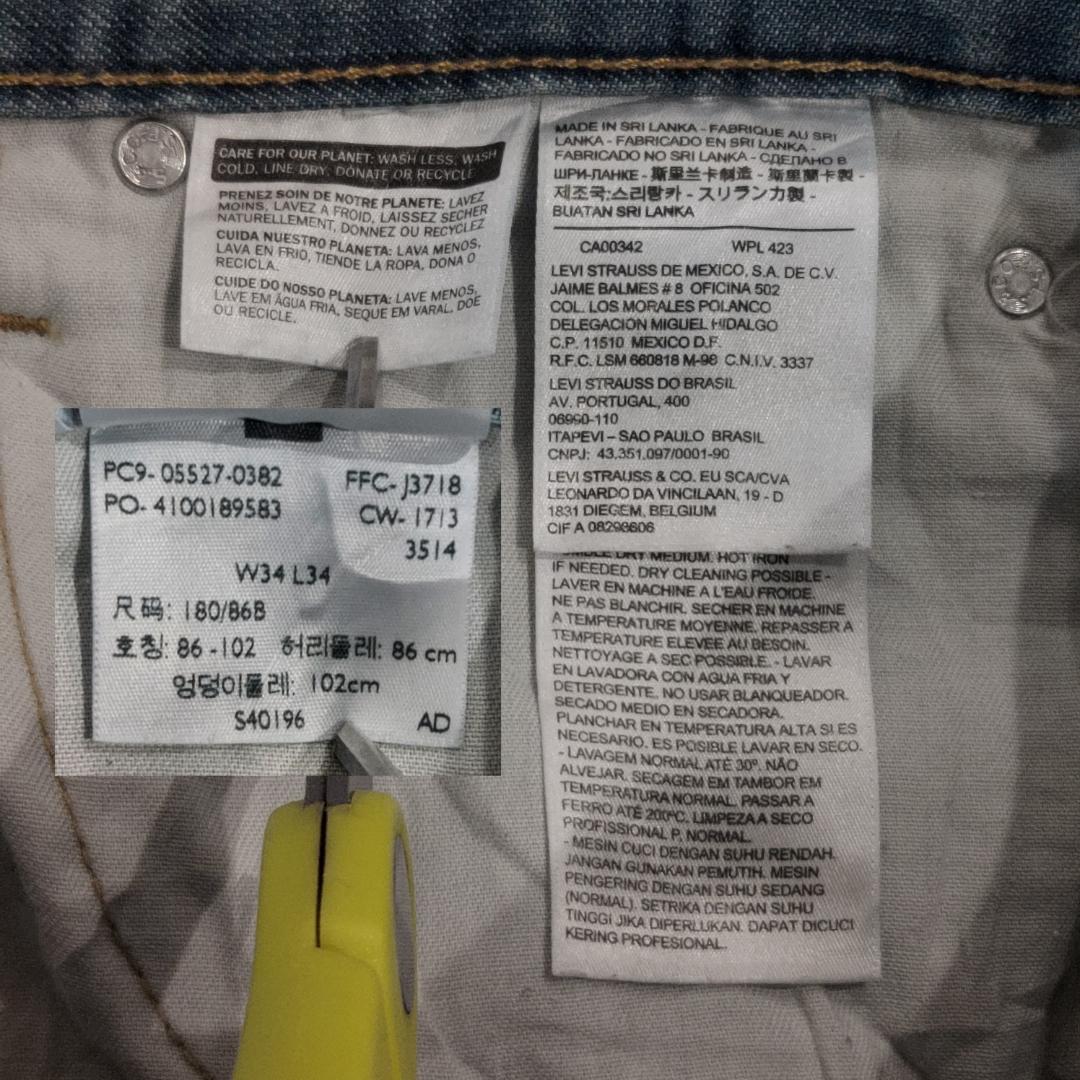 CARE FOR OUR PLANET: WASH LESS, WASH
COLD, LINE DRY, DONATE OR RECYCLE
PRENEZ SOIN DE NOTRE PLANETE: LAVEZ
MOINS, LAVEZ A FROID, LAISSEZ SECHER
NATURELLEMENT, DONNEZ OU RECYCLEZ
CUIDA NUESTRO PLANETA: LAVA MENOS,
LAVA EN FRIO, TIENDE LA ROPA, DONA O
RECICLA.
CUIDE DO NOSSO PLANETA: LAVE MENOS,
LAVE EM ÁGUA FRIA, SEQUE EM VARAL, DOE
OU RECICLE.
PC9- 05527-0382 FFC- J3718
PO- 4100189583 CW- 1713
3514
W34 L34
尺码: 180/86B
호칭: 86 -102 허리둘레: 86 cm
엉덩이둘레: 102cm
S40196 AD
MADE IN SRI LANKA - FABRIQUE AU SRI
LANKA - FABRICADO EN SRI LANKA -
FABRICADO NO SRI LANKA - СДЕЛАНО В
ШРИ-ЛАНКЕ - 斯里兰卡制造 - 斯里蘭卡製 -
제조국:스리랑카 - スリランカ製 -
BUATAN SRI LANKA
CA00342 WPL 423
LEVI STRAUSS DE MEXICO, S.A. DE C.V.
JAIME BALMES # 8 OFICINA 502
COL. LOS MORALES POLANCO
DELEGACION MIGUEL HIDALGO
C.P. 11510 MEXICO D.F.
R.F.C. LSM 660818 M-96 C.N.I.V. 3337
LEVI STRAUSS DO BRASIL
AV. PORTUGAL, 400
06690-110
ITAPEVI – SAO PAULO BRASIL
CNPJ: 43.351.097/0001-90
LEVI STRAUSS & CO. EU SCA/CVA
LEONARDO DA VINCILAAN, 19 - D
1831 DIEGEM, BELGIUM
CIF A 08298606
DRY MEDIUM. HOT IRON
IF NEEDED. DRY CLEANING POSSIBLE -
LAVER EN MACHINE A L'EAU FROIDE.
NE PAS BLANCHIR. SECHER EN MACHINE
A TEMPERATURE MOYENNE. REPASSER A
TEMPERATURE ELEVEE AU BESOIN.
NETTOYAGE A SEC POSSIBLE. - LAVAR
EN LAVADORA CON AGUA FRIA Y
DETERGENTE. NO USAR BLANQUEADOR.
SECADO MEDIO EN SECADORA.
PLANCHAR EN TEMPERATURA ALTA SI ES
NECESARIO. ES POSIBLE LAVAR EN SECO.
- LAVAGEM NORMAL ATÉ 30º. NÃO
ALVEJAR. SECAGEM EM TAMBOR EM
TEMPERATURA NORMAL. PASSAR A
FERRO ATÉ 200ºC. LIMPEZA A SECO
PROFISSIONAL P, NORMAL.
- MESIN CUCI DENGAN SUHU RENDAH.
JANGAN GUNAKAN PEMUTIH. MESIN
PENGERING DENGAN SUHU SEDANG
(NORMAL). SETRIKA DENGAN SUHU
TINGGI JIKA DIPERLUKAN. DAPAT DICUCI
KERING PROFESIONAL.